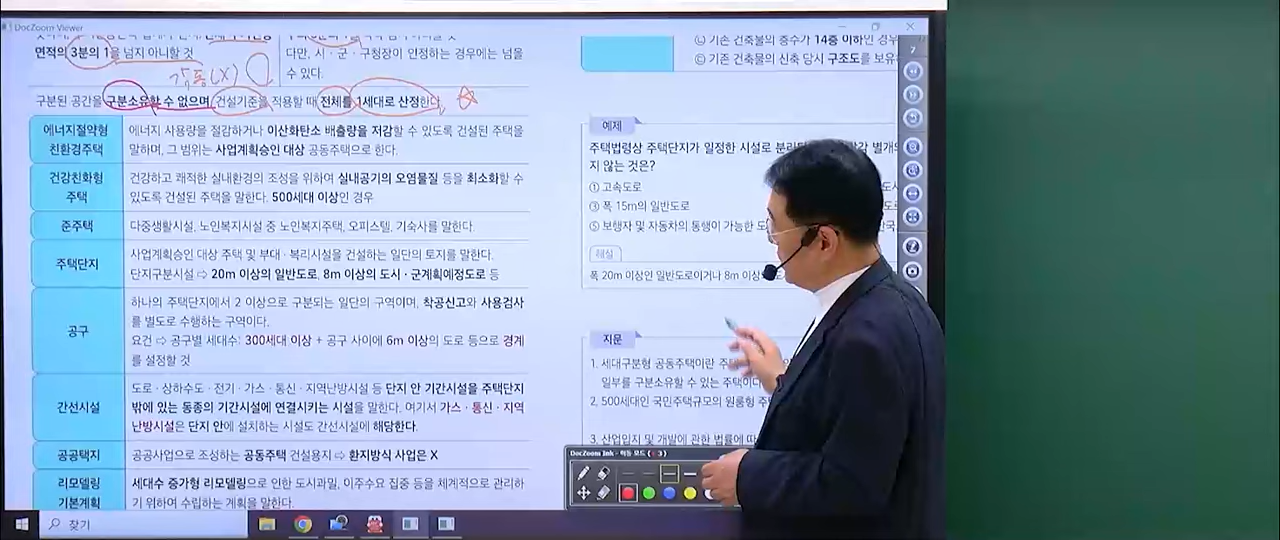 DocZoom Viewer
면적의 3분의 1을 넘지 아니할 것
다만, 시 · 군 · 구청장이 인정하는 경우에는 넘을
수 있다.
(X)
구분된 공간을 구분소유할 수 없으며, 건설기준을 적용할 때 전체를 1세대로 산정한다.
에너지절약형
친환경주택
에너지 사용량을 절감하거나 이산화탄소 배출량을 저감할 수 있도록 건설된 주택을
말하며, 그 범위는 사업계획승인 대상 공동주택으로 한다.
건강친화형
주택
건강하고 쾌적한 실내환경의 조성을 위하여 실내공기의 오염물질 등을 최소화할 수
있도록 건설된 주택을 말한다. 500세대 이상인 경우
준주택
다중생활시설, 노인복지시설 중 노인복지주택, 오피스텔, 기숙사를 말한다.
주택단지
사업계획승인 대상 주택 및 부대 · 복리시설을 건설하는 일단의 토지를 말한다.
단지구분시설 ⇨ 20m 이상의 일반도로, 8m 이상의 도시 · 군계획예정도로 등
공구
하나의 주택단지에서 2 이상으로 구분되는 일단의 구역이며, 착공신고와 사용검사
를 별도로 수행하는 구역이다.
요건 ⇨ 공구별 세대수: 300세대 이상 + 공구 사이에 6m 이상의 도로 등으로 경계
를 설정할 것
간선시설
도로 · 상하수도 · 전기 · 가스 · 통신 · 지역난방시설 등 단지 안 기간시설을 주택단지
밖에 있는 동종의 기간시설에 연결시키는 시설을 말한다. 여기서 가스 · 통신 · 지역
난방시설은 단지 안에 설치하는 시설도 간선시설에 해당한다.
공공택지
공공사업으로 조성하는 공동주택 건설용지 ⇨ 환지방식 사업은 X
리모델링
기본계획
세대수 증가형 리모델링으로 인한 도시과밀, 이주수요 집중 등을 체계적으로 관리하
기 위하여 수립하는 계획을 말한다.
㉡ 기존 건축물의 층수가 14층 이하인 경우
㉢ 기존 건축물의 신축 당시 구조도를 보유
7
예제
주택법령상 주택단지가 일정한 시설로 분리
각 별개의
지 않는 것은?
① 고속도로
③ 폭 15m의 일반도로
⑤ 보행자 및 자동차의 통행이 가능한
해설
폭 20m 이상인 일반도로이거나 8m 이상의
지문
1. 세대구분형 공동주택이란
일부를 구분소유할 수 있는 주택이다
2. 500세대인 국민주택규모의 원룸형
3. 산업입지 및 개발에 관한 법률에
DocZoom Ink
찾기